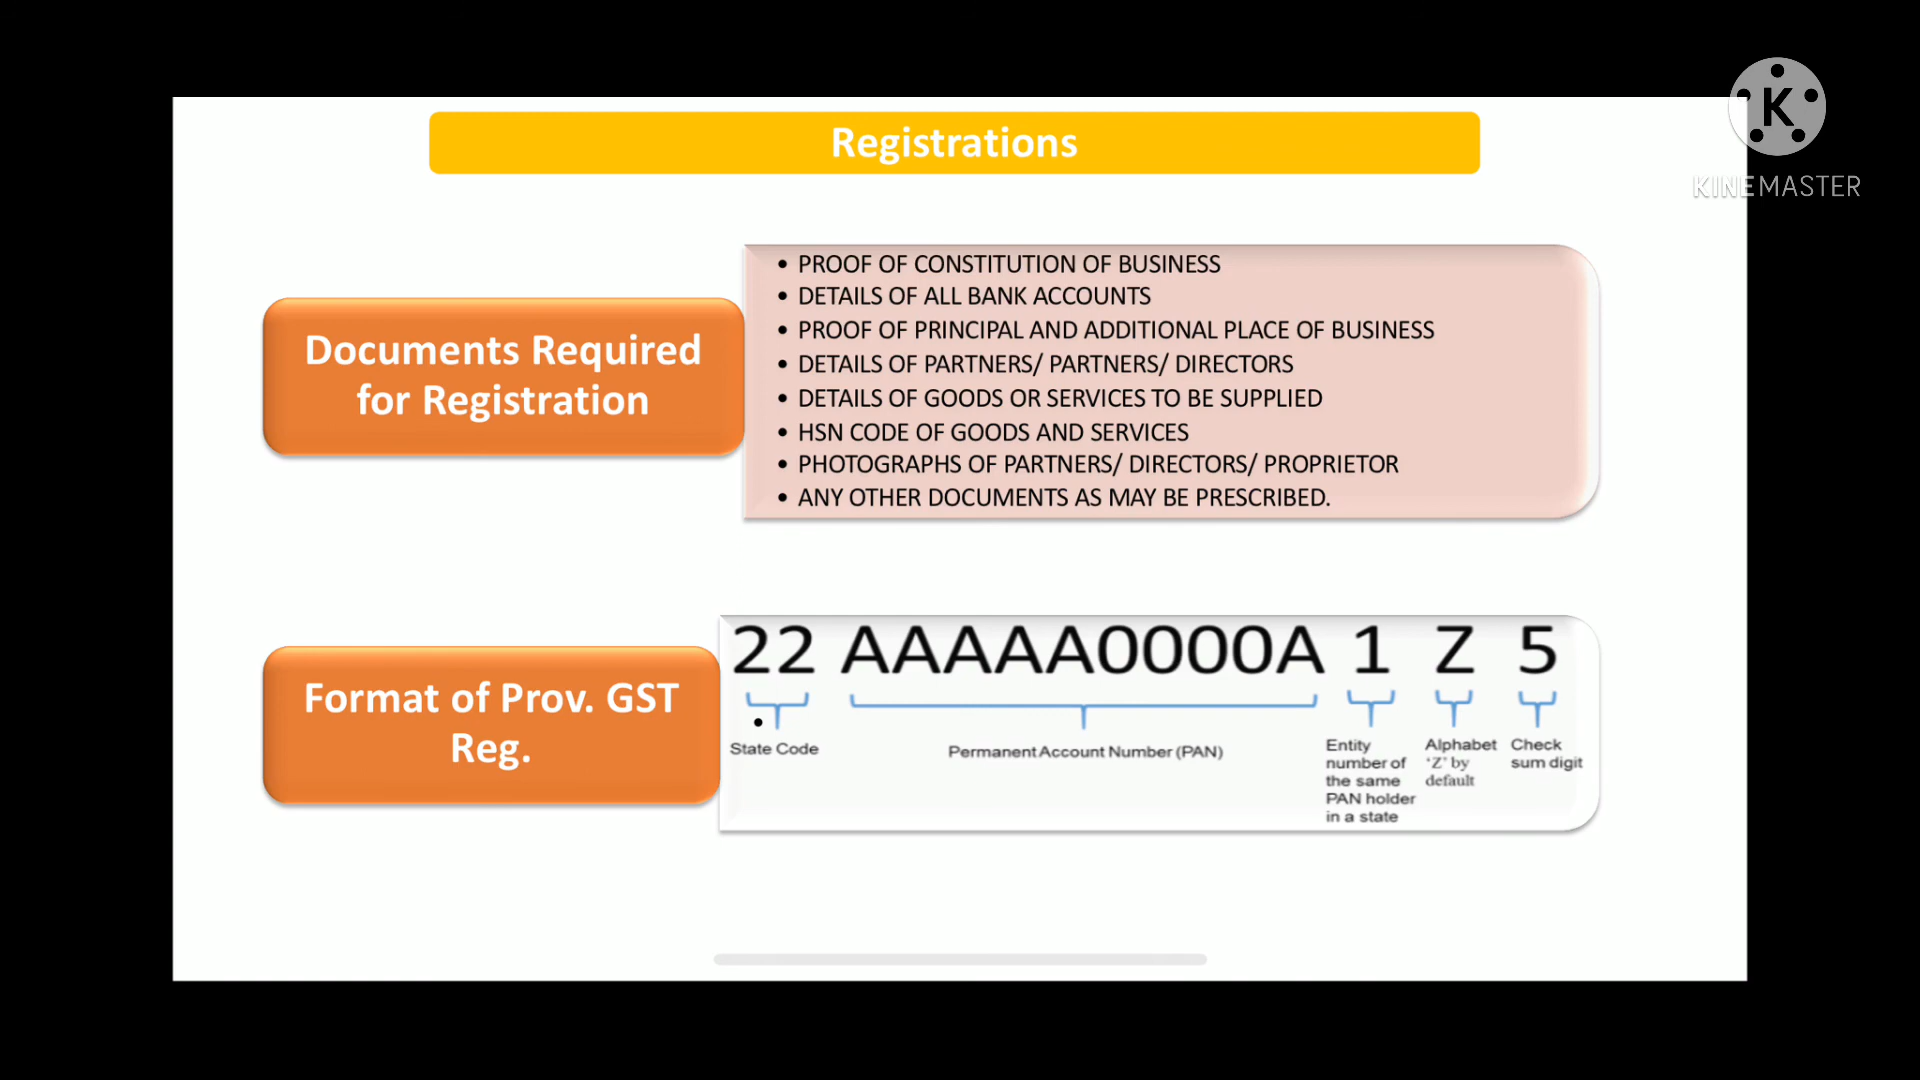 Registrations
K
KINEMASTER
Documents Required
for Registration
• PROOF OF CONSTITUTION OF BUSINESS
• DETAILS OF ALL BANK ACCOUNTS
• PROOF OF PRINCIPAL AND ADDITIONAL PLACE OF BUSINESS
• DETAILS OF PARTNERS/ PARTNERS/ DIRECTORS
• DETAILS OF GOODS OR SERVICES TO BE SUPPLIED
• HSN CODE OF GOODS AND SERVICES
• PHOTOGRAPHS OF PARTNERS/ DIRECTORS/ PROPRIETOR
• ANY OTHER DOCUMENTS AS MAY BE PRESCRIBED.
Format of Prov. GST
Reg.
22 AAAAA0000A 1 Z 5
State Code
Permanent Account Number (PAN)
Entity
number of
the same
PAN holder
in a state
Alphabet
‘Z’ by
default
Check
sum digit